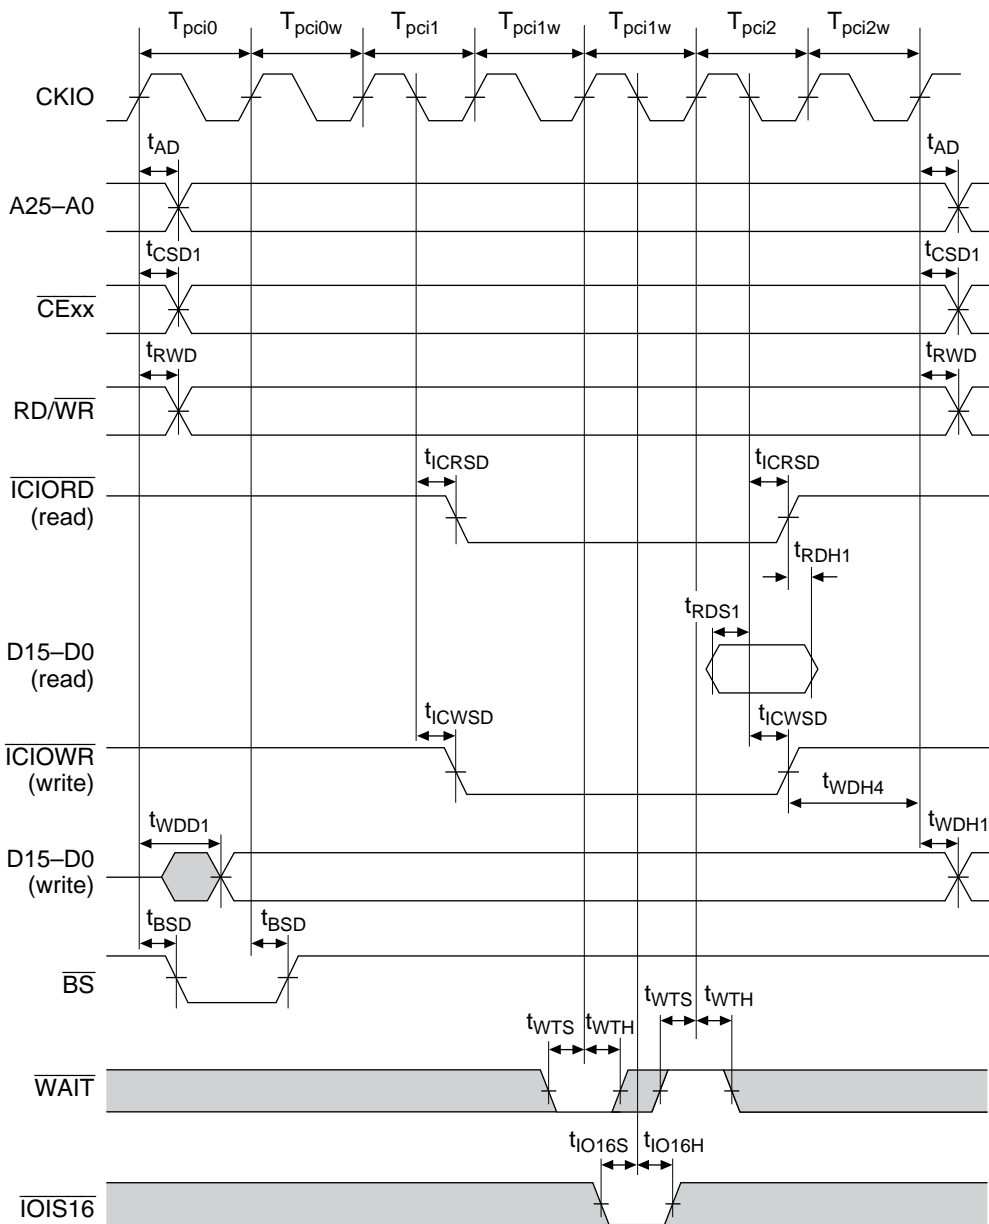 Tpci0 Tpci0w Tpci1 Tpci1w Tpci1w Tpci2 Tpci2w
CKIO
tAD tAD
A25–A0
tCSD1 tCSD1
CExx
tRWD tRWD
RD/WR
tICRSD tICRSD
ICIORD
(read)
tRDH1
tRDS1
D15–D0
(read)
tICWSD tICWSD
ICIOWR
(write)
tWDH4
tWDD1 tWDH1
D15–D0
(write)
tBSD tBSD
BS
tWTS tWTH tWTS tWTH
WAIT
tIO16S tIO16H
IOIS16